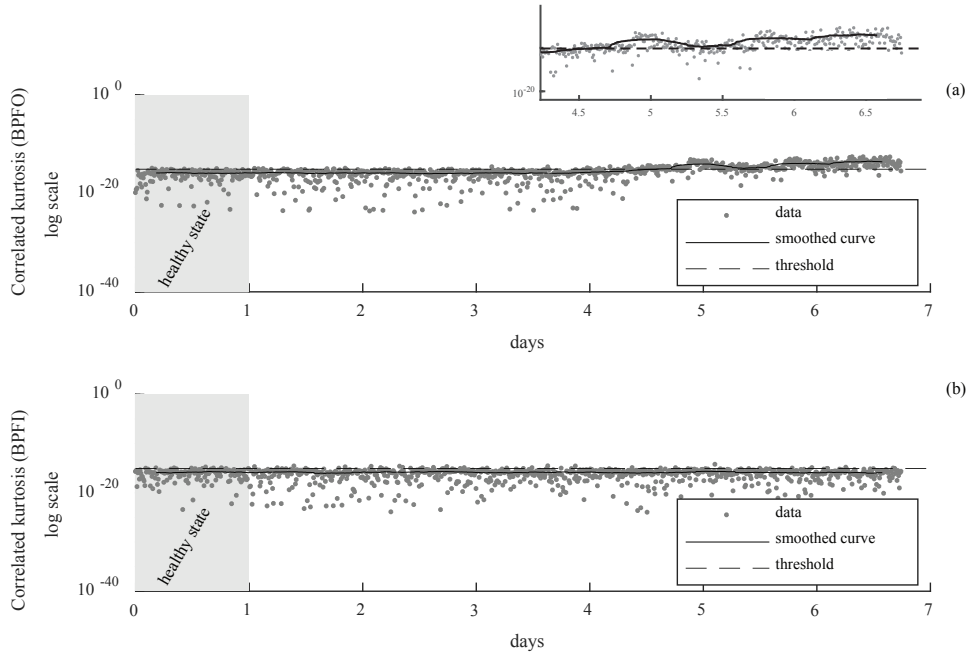 10 -20
4.5 5 5.5 6 6.5
(a)
Correlated kurtosis (BPFO)
log scale
10 0
10 -20
10 -40
healthy state
data
smoothed curve
threshold
0 1 2 3 4 5 6 7
days
(b)
Correlated kurtosis (BPFI)
log scale
10 0
10 -20
10 -40
healthy state
data
smoothed curve
threshold
0 1 2 3 4 5 6 7
days